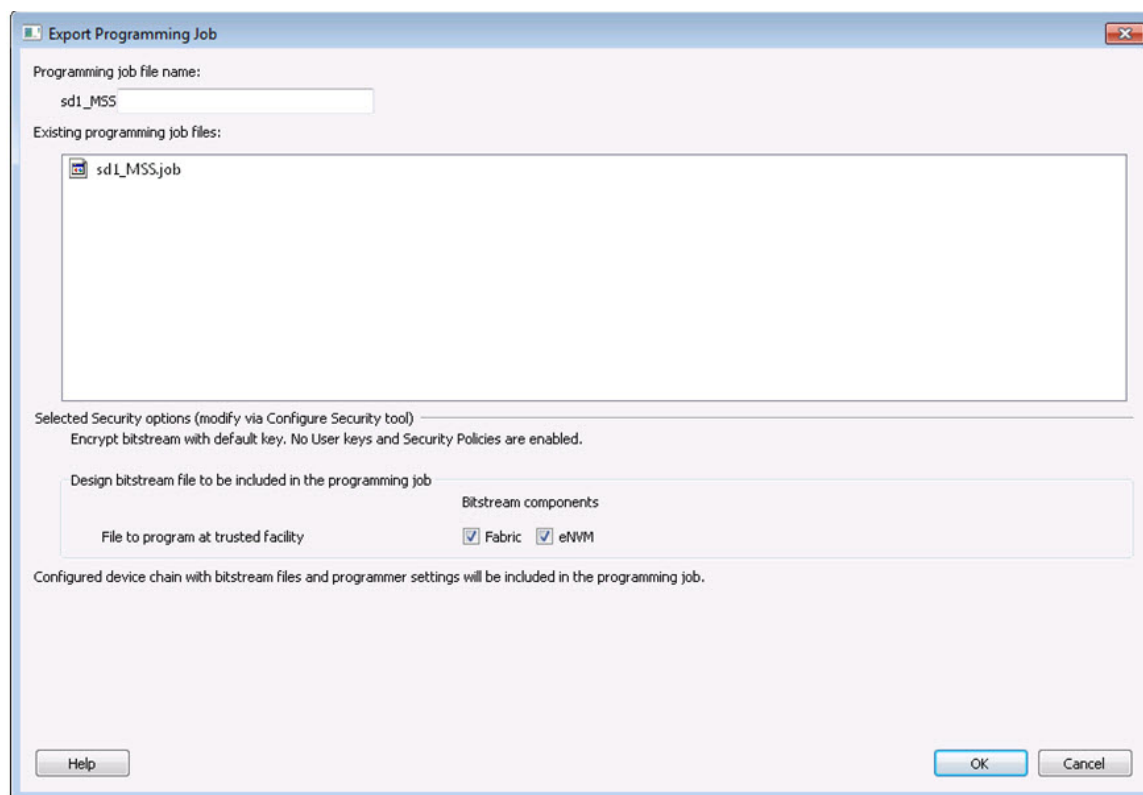 Export Programming Job
Programming job file name:
sd1_MSS
Existing programming job files:
sd1_MSS.job
Selected Security options (modify via Configure Security tool)
Encrypt bitstream with default key. No User keys and Security Policies are enabled.
Design bitstream file to be included in the programming job
Bitstream components
File to program at trusted facility Fabric eNVM
Configured device chain with bitstream files and programmer settings will be included in the programming job.
Help OK Cancel